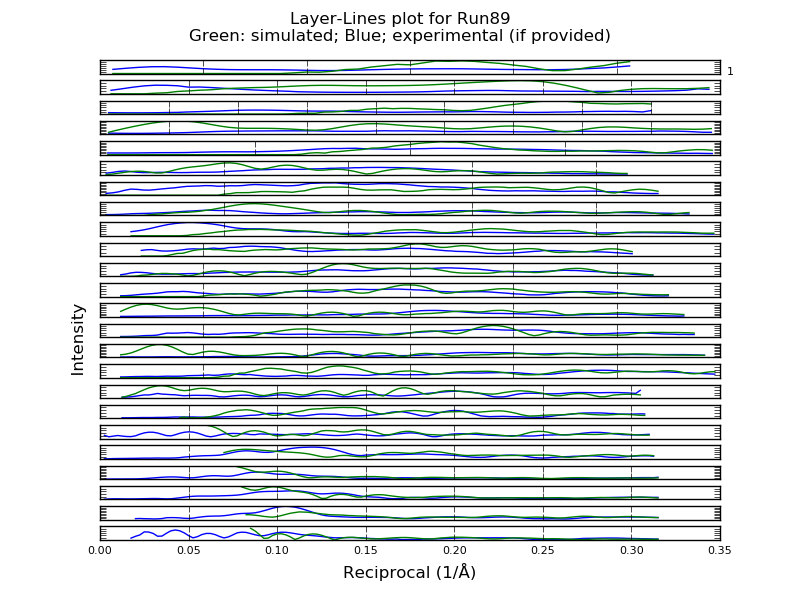 Layer-Lines plot for Run89
Green: simulated; Blue; experimental (if provided)
1
Intensity
0.00 0.05 0.10 0.15 0.20 0.25 0.30 0.35
Reciprocal (1/Å)